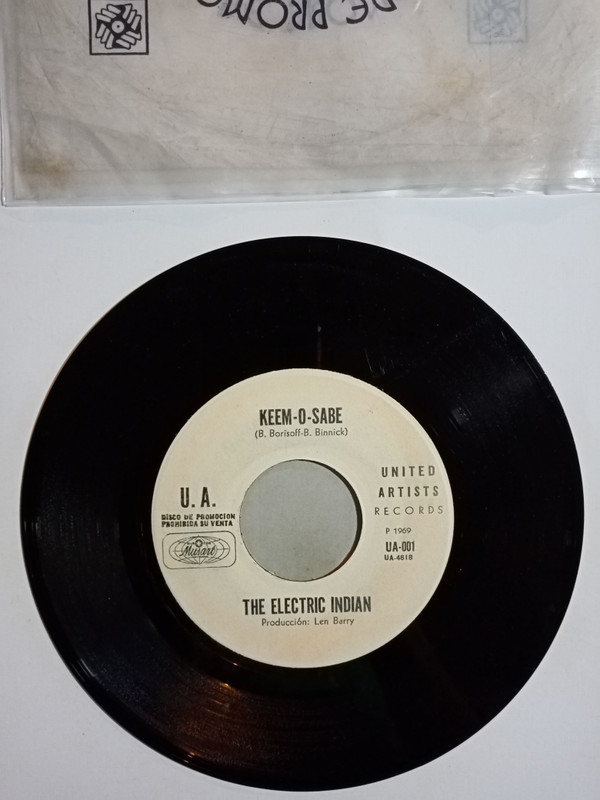 DE PROMO
KEEM-O-SABE
(B. Borisoff-B. Binnick)
U. A.
DISCO DE PROMOCION
PROHIBIDA SU VENTA
Musart
UNITED
ARTISTS
RECORDS
P 1969
UA-001
UA-4618
THE ELECTRIC INDIAN
Producción: Len Barry